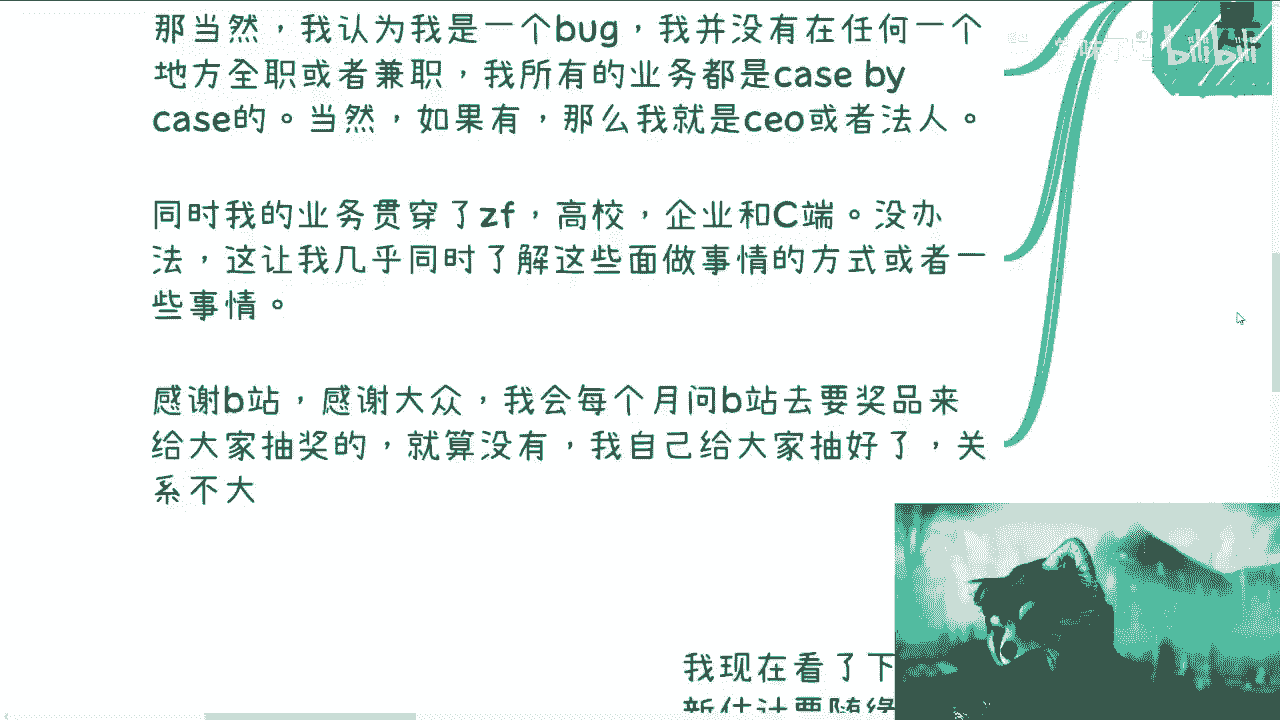 那当然，我认为我是一个bug，我并没有在任何一个
地方全职或者兼职，我所有的业务都是case by
case的。当然，如果有，那么我就是ceo或者法人。
同时我的业务贯穿了zf，高校，企业和C端。没办
法，这让我几乎同时了解这些面做事情的方式或者一
些事情。
感谢b站，感谢大众，我会每个月问b站去要奖品来
给大家抽奖的，就算没有，我自己给大家抽好了，关
系不大
我现在看了下
bilibili